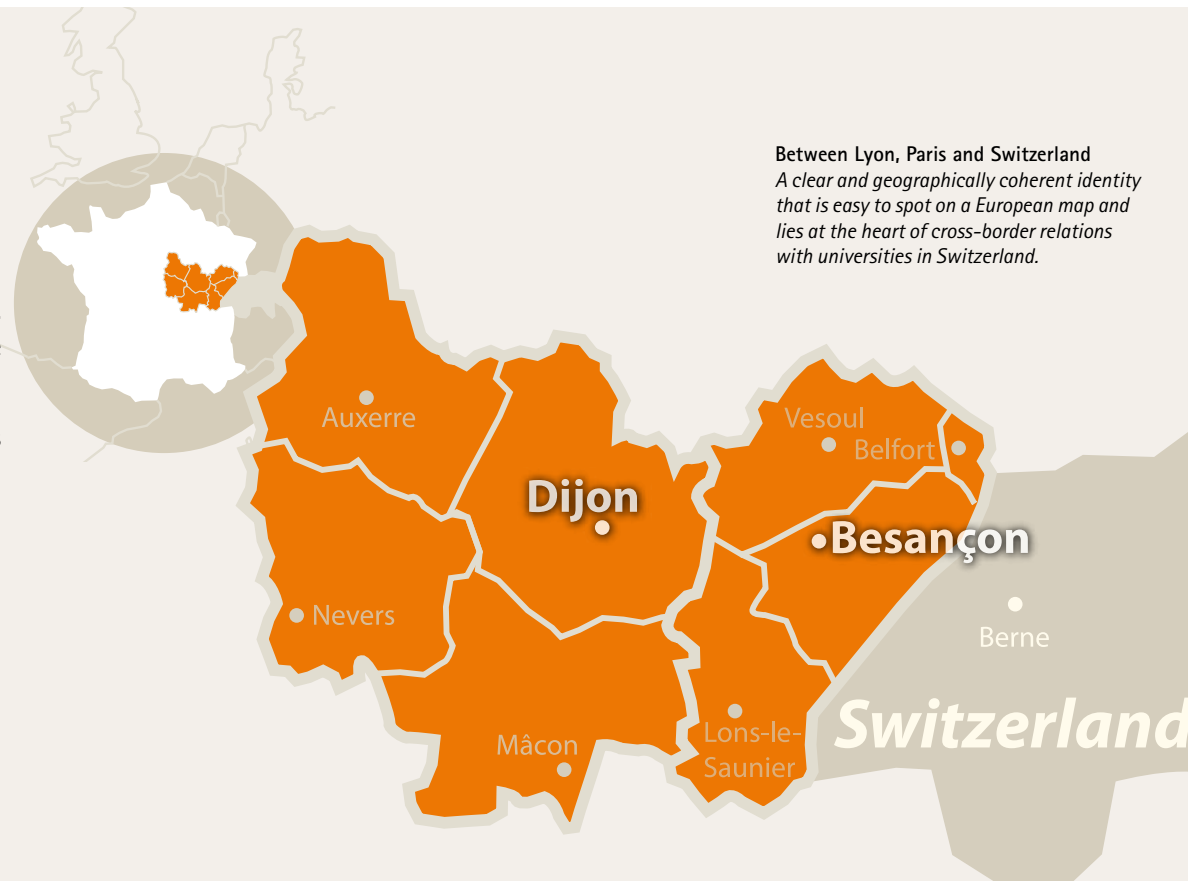 Between Lyon, Paris and Switzerland
A clear and geographically coherent identity
that is easy to spot on a European map and
lies at the heart of cross-border relations
with universities in Switzerland.
Auxerre
Vesoul
Belfort
Dijon
Besançon
Nevers
Berne
Switzerland
Mâcon
Lons-le-
Saunier